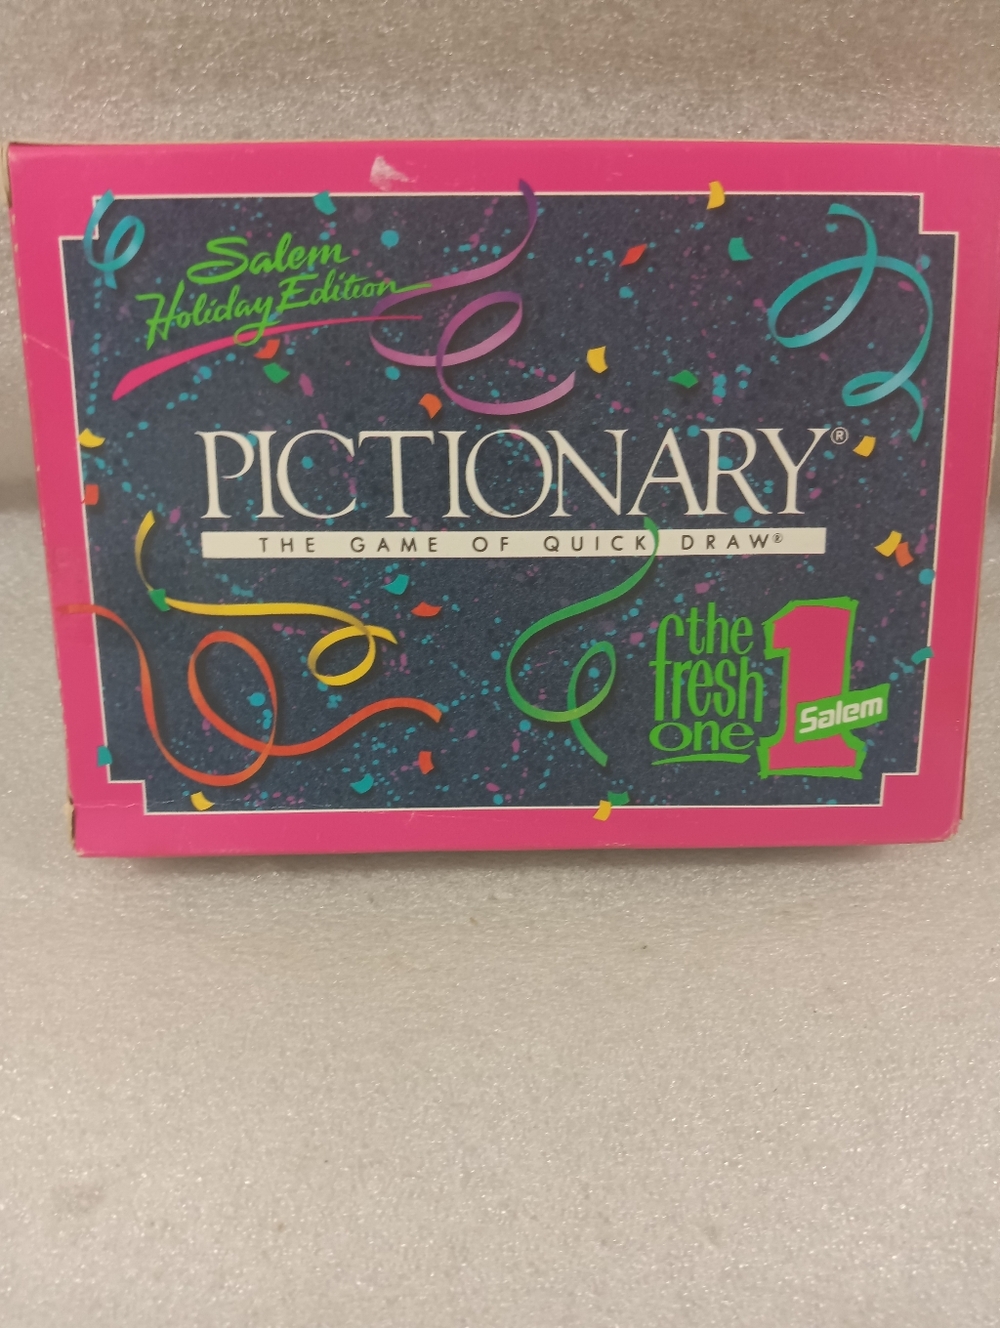 Salem
Holiday Edition
PICTIONARY®
THE GAME OF QUICK DRAW®
the
fresh
one
1
Salem